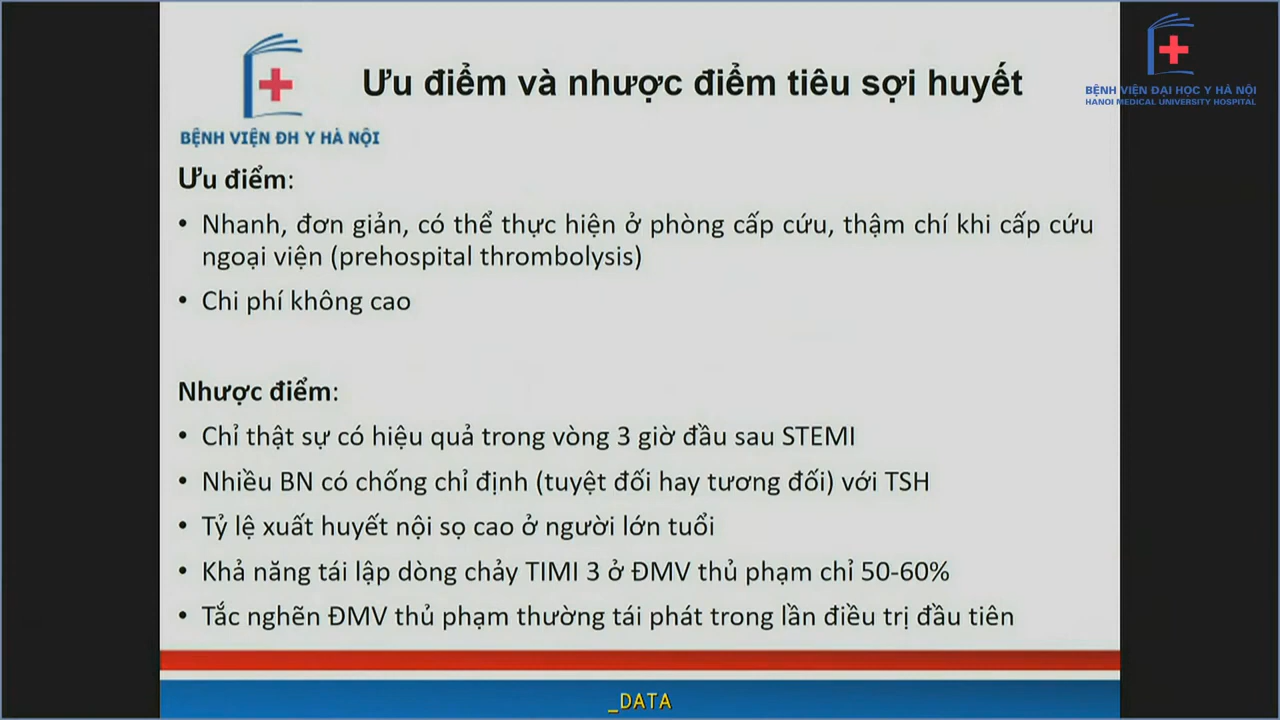 Ưu điểm và nhược điểm tiêu sợi huyết
BỆNH VIỆN ĐH Y HÀ NỘI
BỆNH VIỆN ĐẠI HỌC Y HÀ NỘI
HANOI MEDICAL UNIVERSITY HOSPITAL
Ưu điểm:
• Nhanh, đơn giản, có thể thực hiện ở phòng cấp cứu, thậm chí khi cấp cứu
ngoại viện (prehospital thrombolysis)
• Chi phí không cao
Nhược điểm:
• Chỉ thật sự có hiệu quả trong vòng 3 giờ đầu sau STEMI
• Nhiều BN có chống chỉ định (tuyệt đối hay tương đối) với TSH
• Tỷ lệ xuất huyết nội sọ cao ở người lớn tuổi
• Khả năng tái lập dòng chảy TIMI 3 ở ĐMV thủ phạm chỉ 50-60%
• Tắc nghẽn ĐMV thủ phạm thường tái phát trong lần điều trị đầu tiên
_DATA